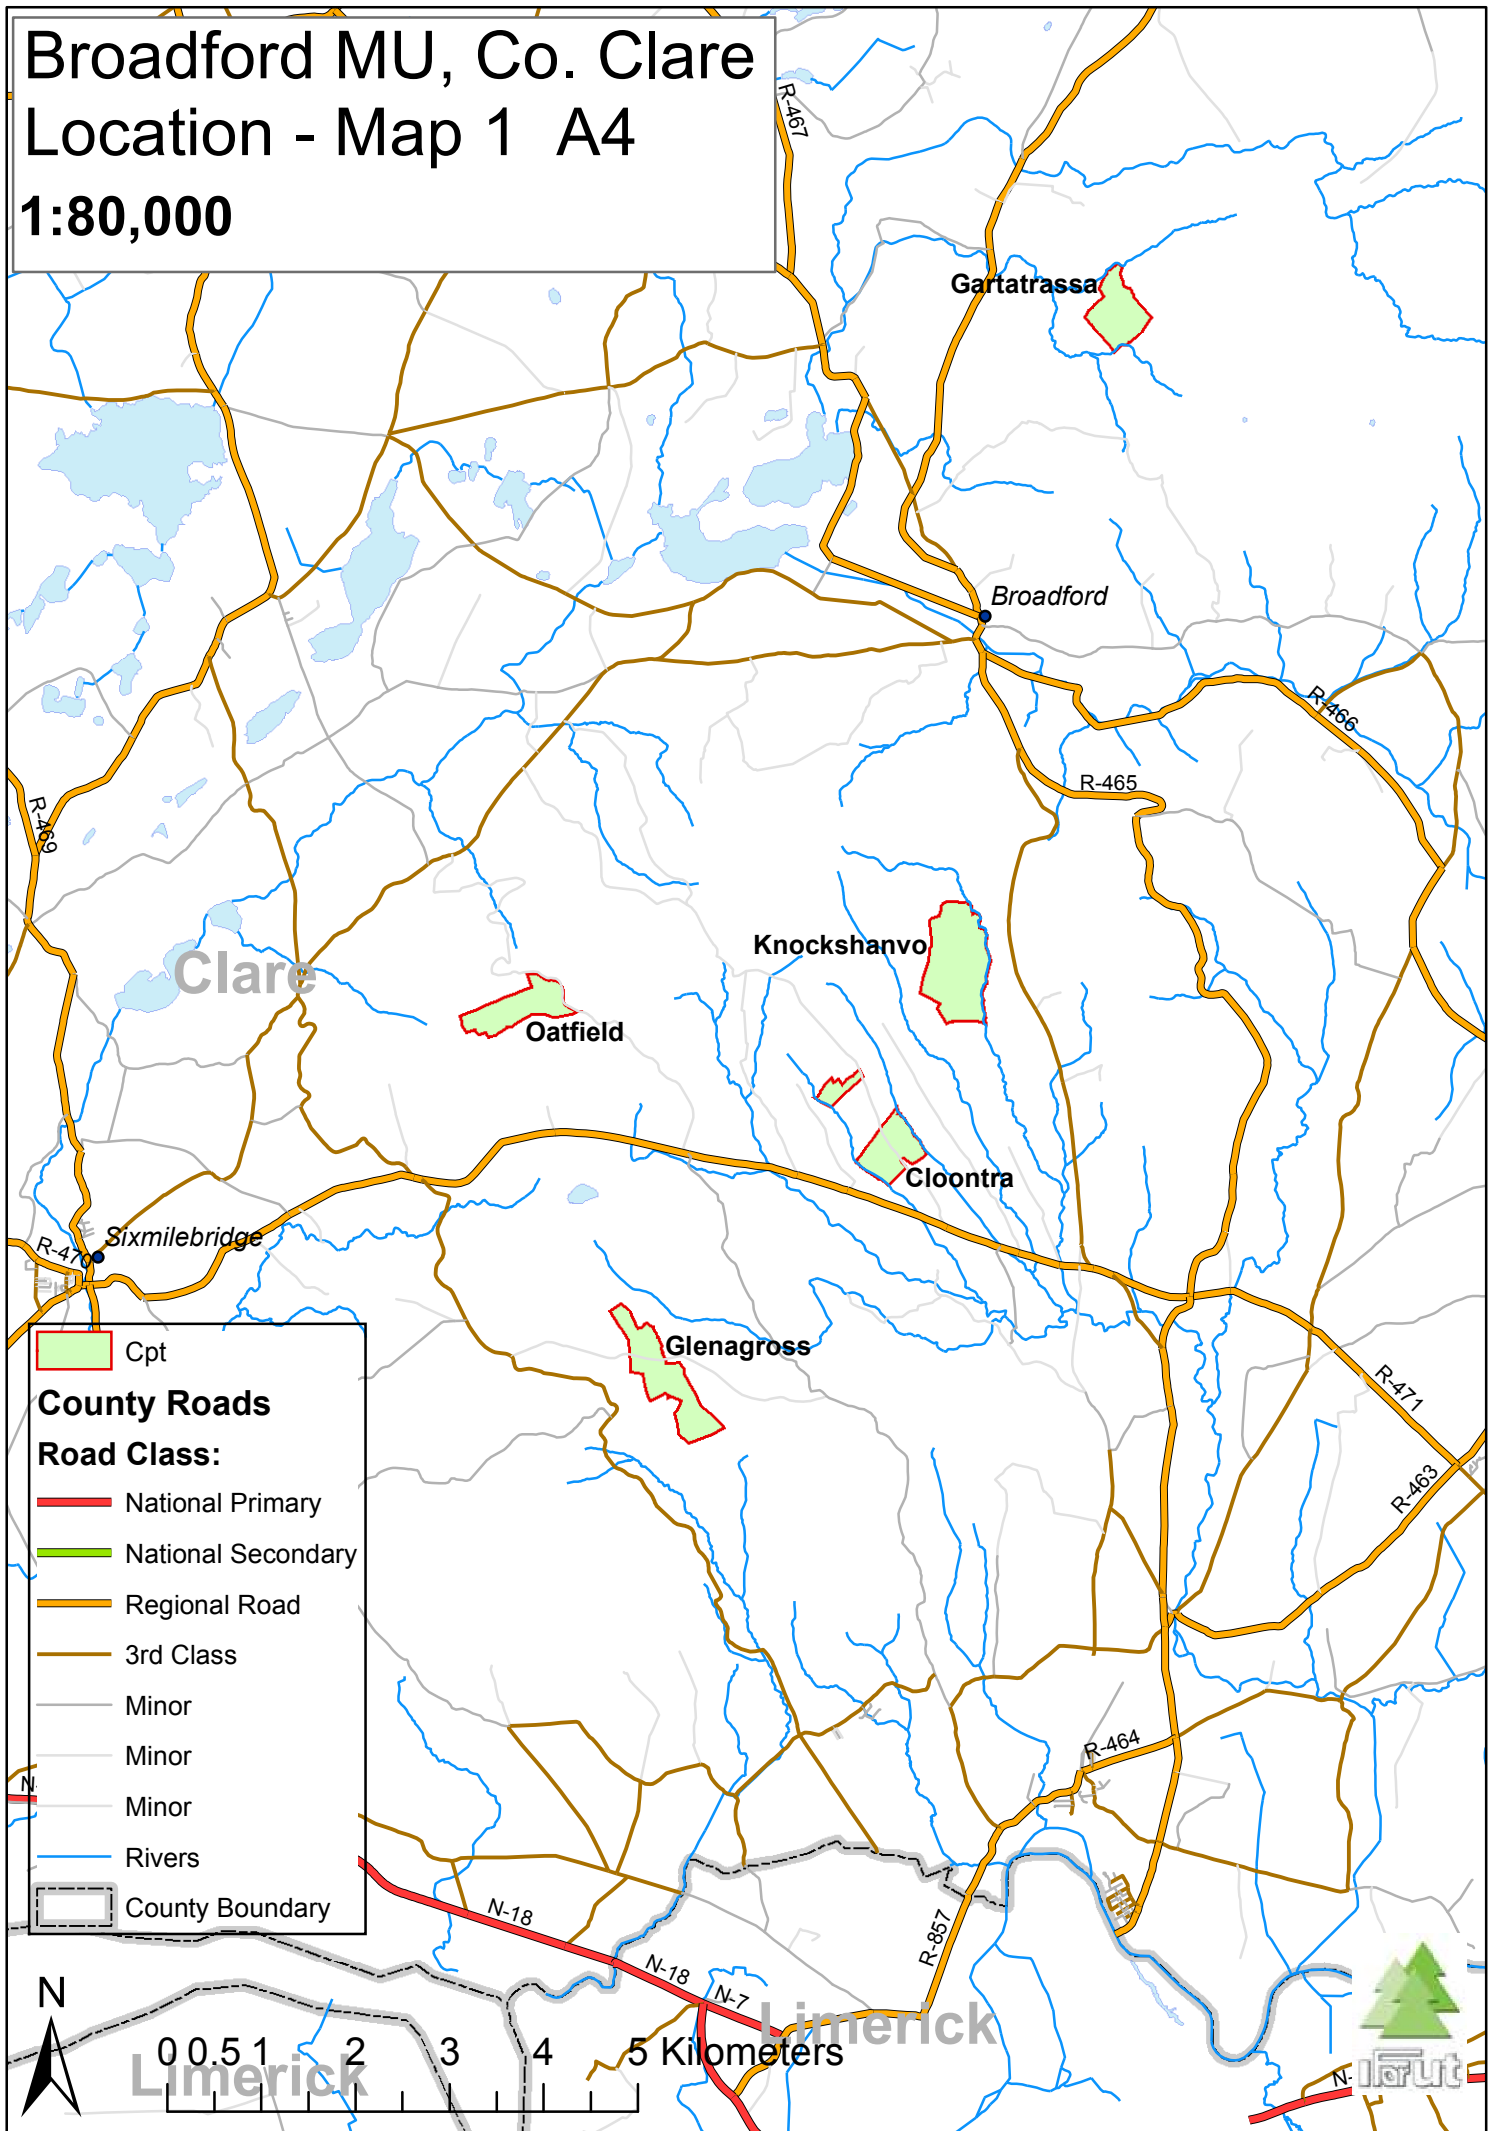 Broadford MU, Co. Clare
Location - Map 1 A4
1:80,000
R-467
Gartatrassa
Broadford
R-466
R-465
R-469
Knockshanvo
Clare
Oatfield
Cloontra
Sixmilebridge
R-470
Glenagross
R-471
R-463
Cpt
County Roads
Road Class:
National Primary
National Secondary
Regional Road
3rd Class
Minor
Minor
Minor
Rivers
County Boundary
R-464
N-18
R-857
N-18
N-7
Limerick
N
0 0.5 1 2 3 4 5 Kilometers
Limerick
N-